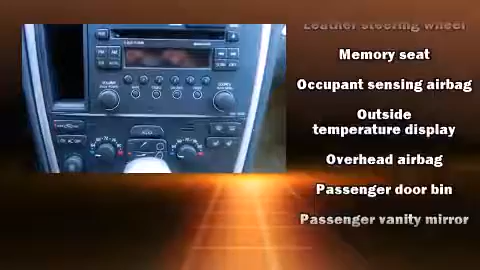 Leather steering wheel
Memory seat
Occupant sensing airbag
Outside
temperature display
Overhead airbag
Passenger door bin
Passenger vanity mirror
AUTO